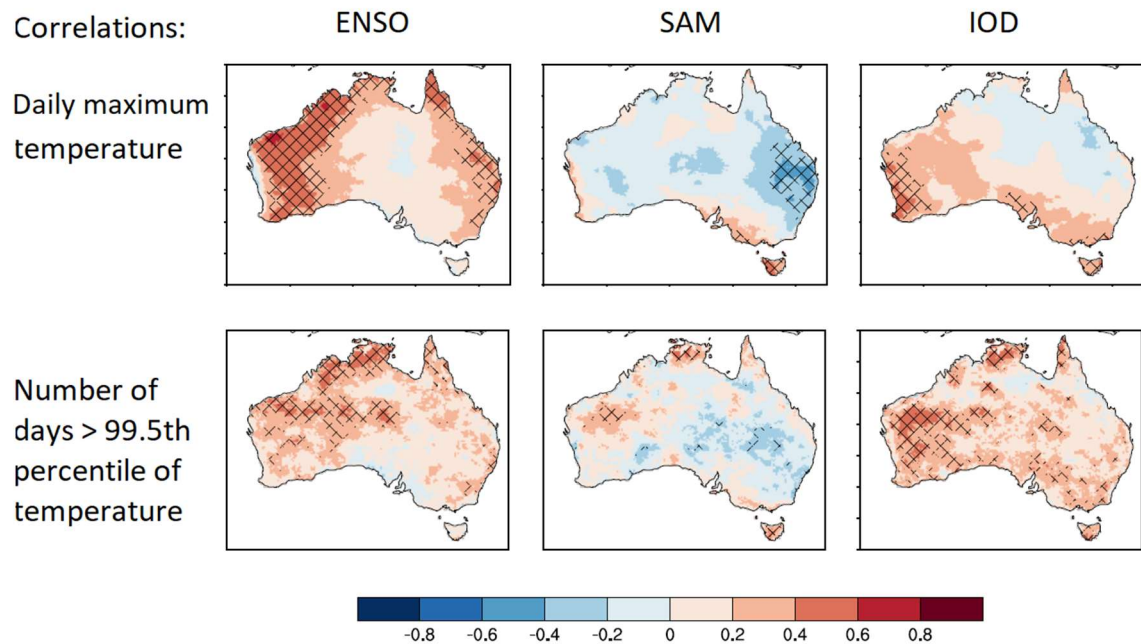 Correlations:
ENSO
SAM
IOD
Daily maximum
temperature
Number of
days > 99.5th
percentile of
temperature
-0.8 -0.6 -0.4 -0.2 0 0.2 0.4 0.6 0.8